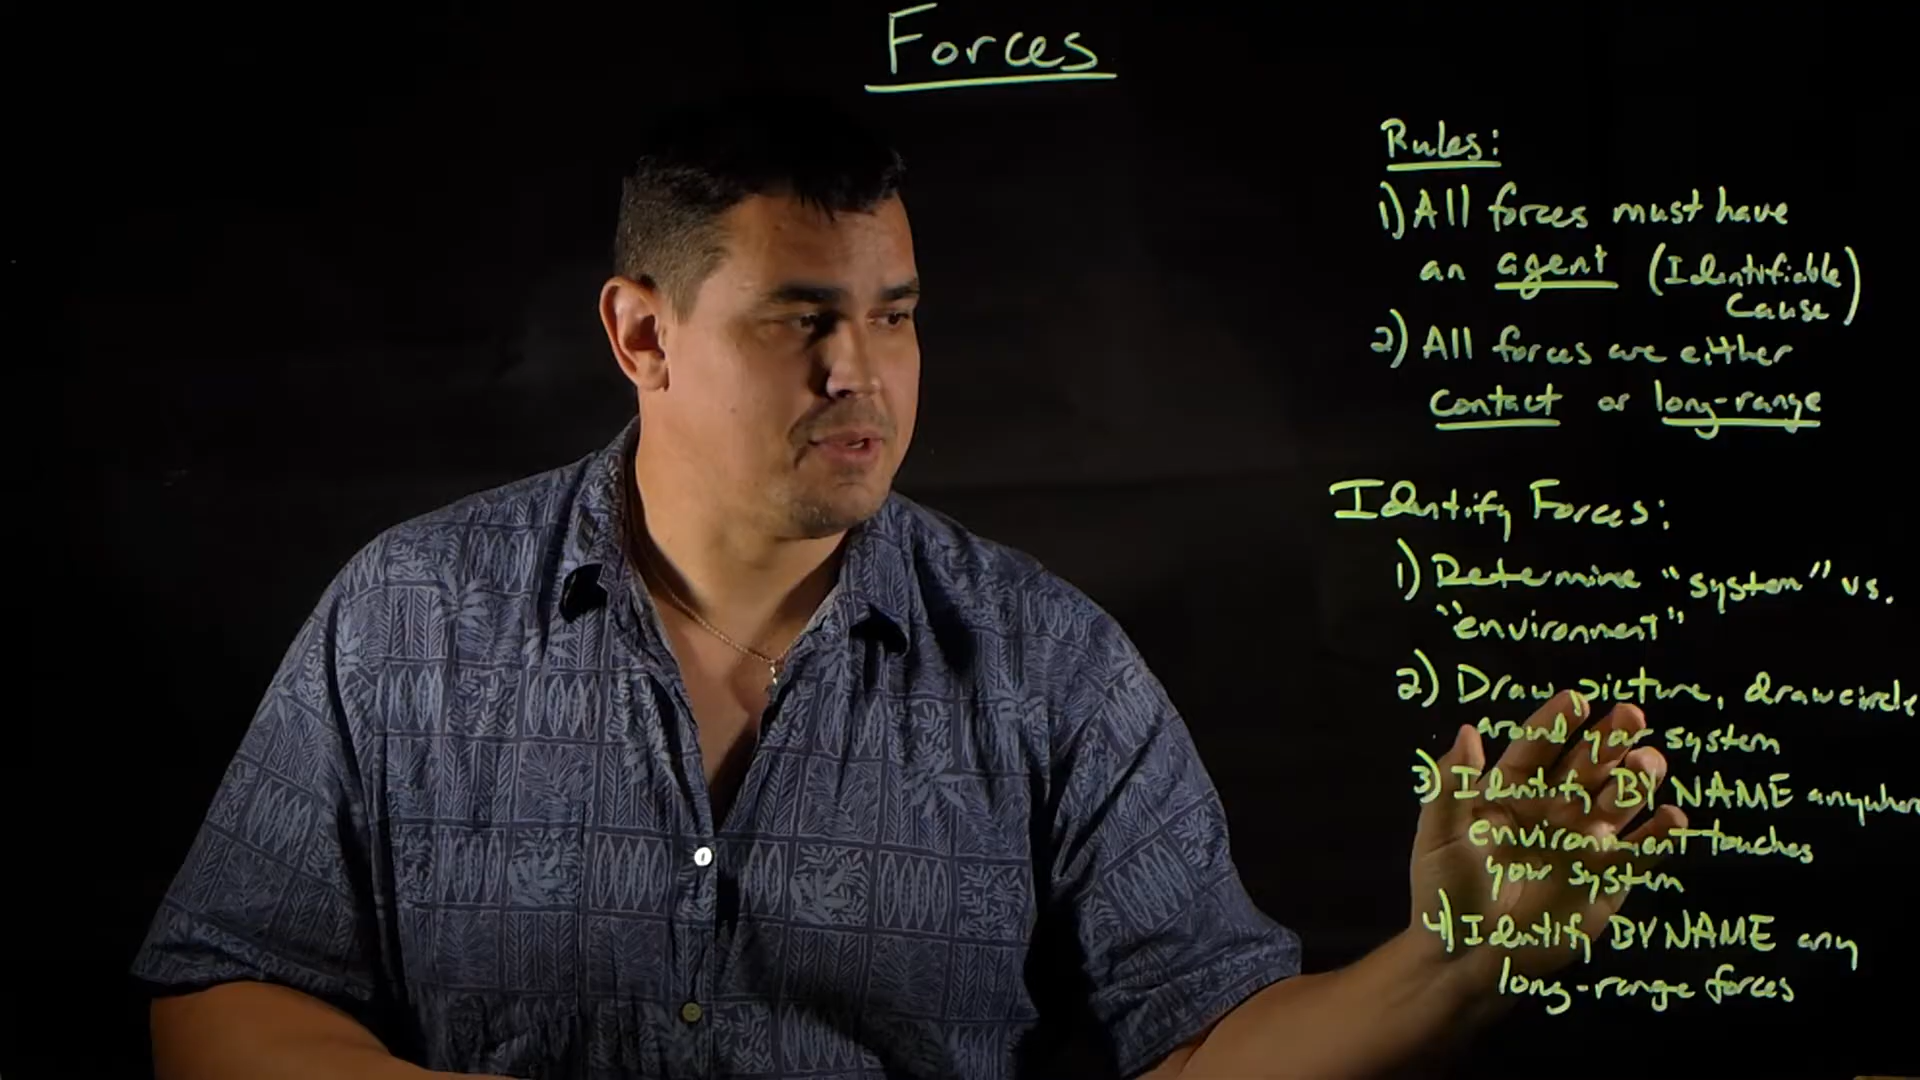 Forces
Rules:
1) All forces must have
an agent (Identifiable
Cause)
2) All forces are either
contact or long-range
Identify Forces:
1) Determine "system" vs.
"environment"
2) Draw picture, draw circle
around your system
3) Identify BY NAME anywhere
environment touches
your system
4) Identify BY NAME any
long-range forces